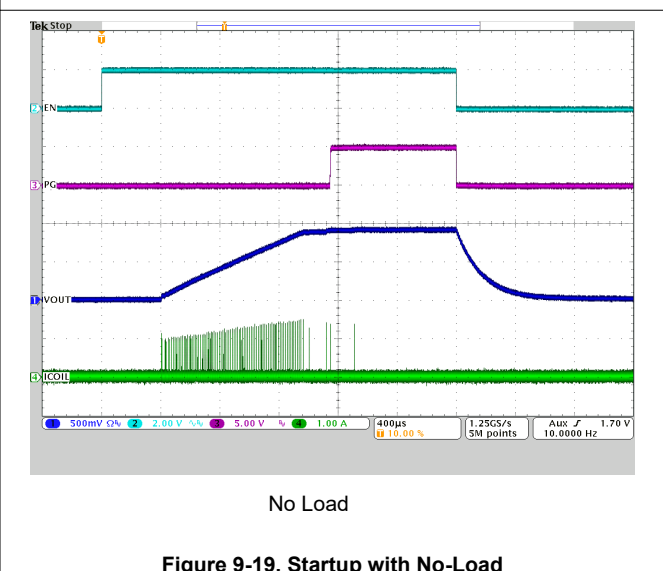 Tek Stop
T
2 EN
3 PG
1 VOUT
4 ICOIL
1 500mV Ω 2 2.00 V 3 5.00 V 4 1.00 A
400µs
T 10.00 %
1.25GS/s
5M points
Aux 1.70 V
10.0000 Hz
No Load
Figure 9-19. Startup with No-Load